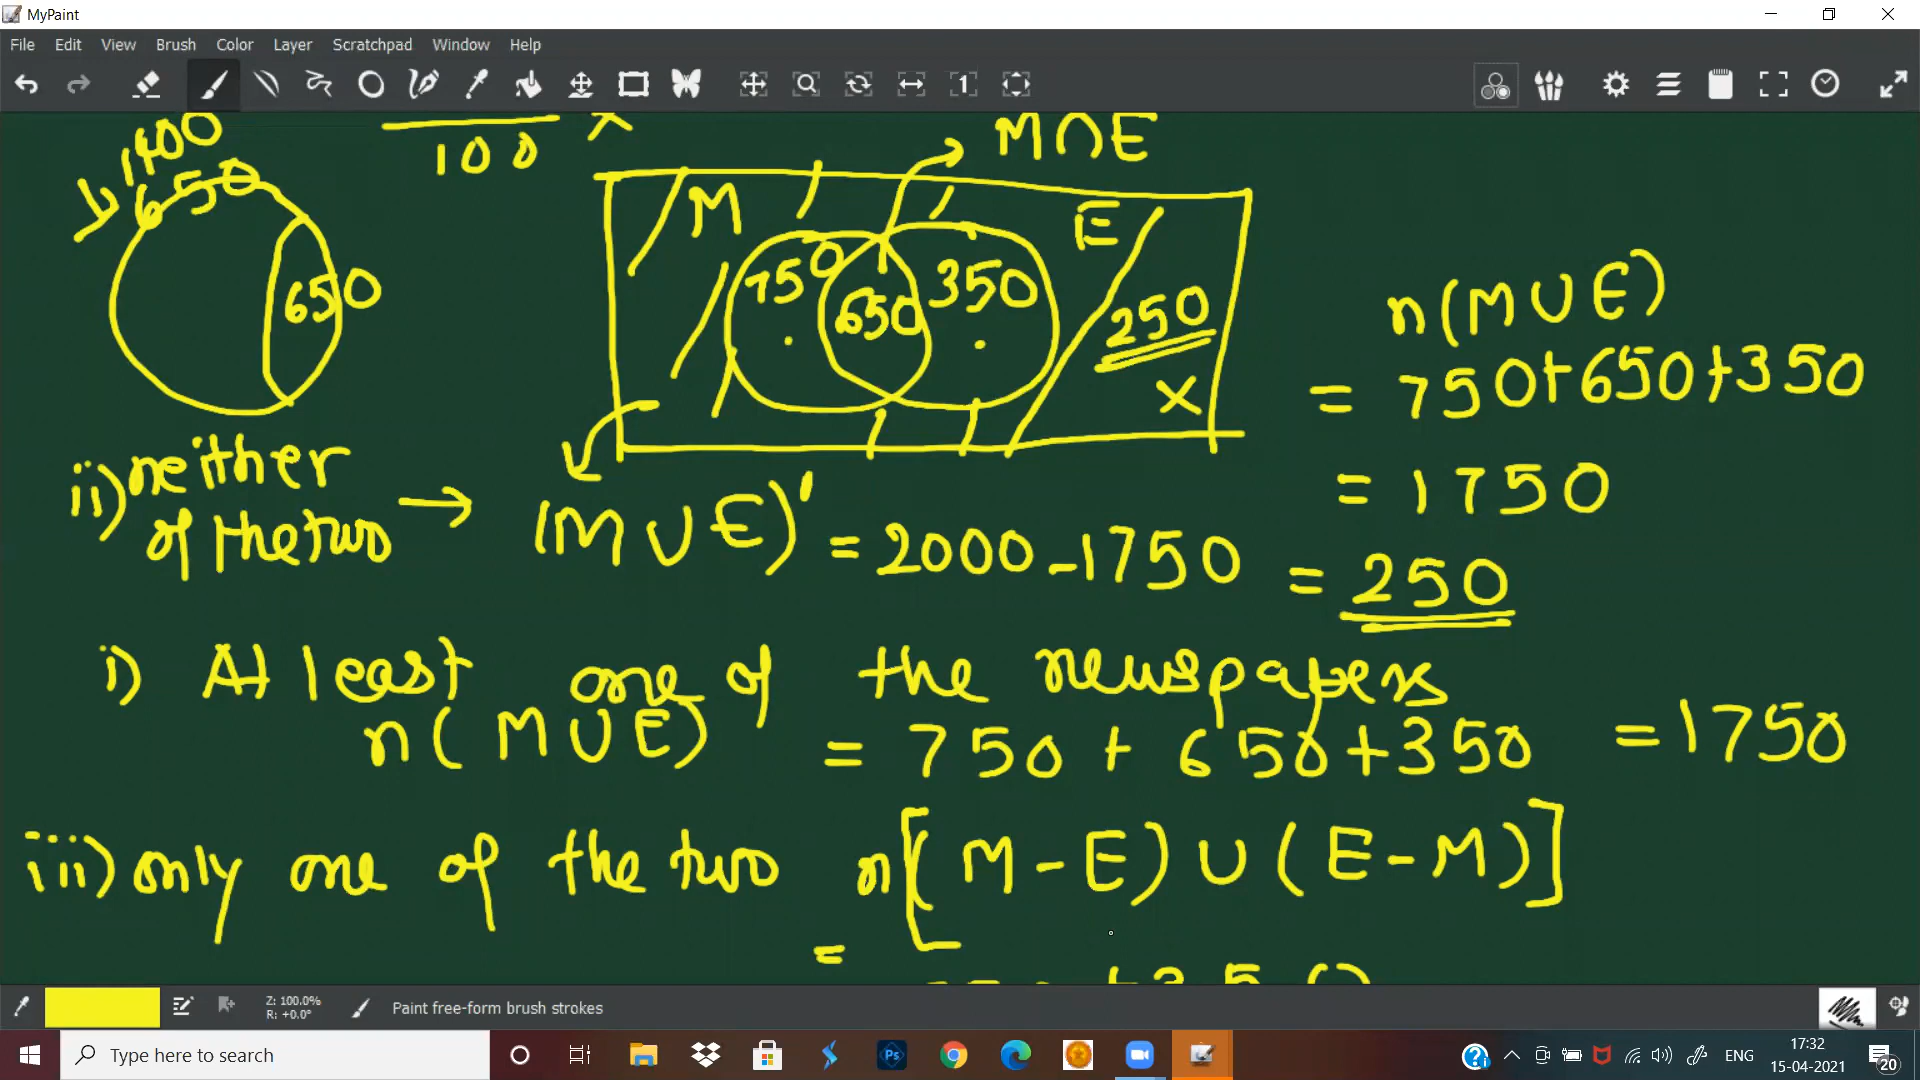 MyPaint
File Edit View Brush Color Layer Scratchpad Window Help
1400
650
650
100 x
M∩E
M
E
750
650
350
250
X
n(M∪E)
= 750+650+350
= 1750
ii) neither
of the two → (M∪E)' = 2000-1750 = 250
i) At least one of the newspapers
n(M∪E) = 750 + 650+350 = 1750
iii) only one of the two n[(M-E)∪(E-M)]
=
Z: 100.0%
R: +0.0°
Paint free-form brush strokes
Type here to search
Ps
ENG
17:32
15-04-2021
20